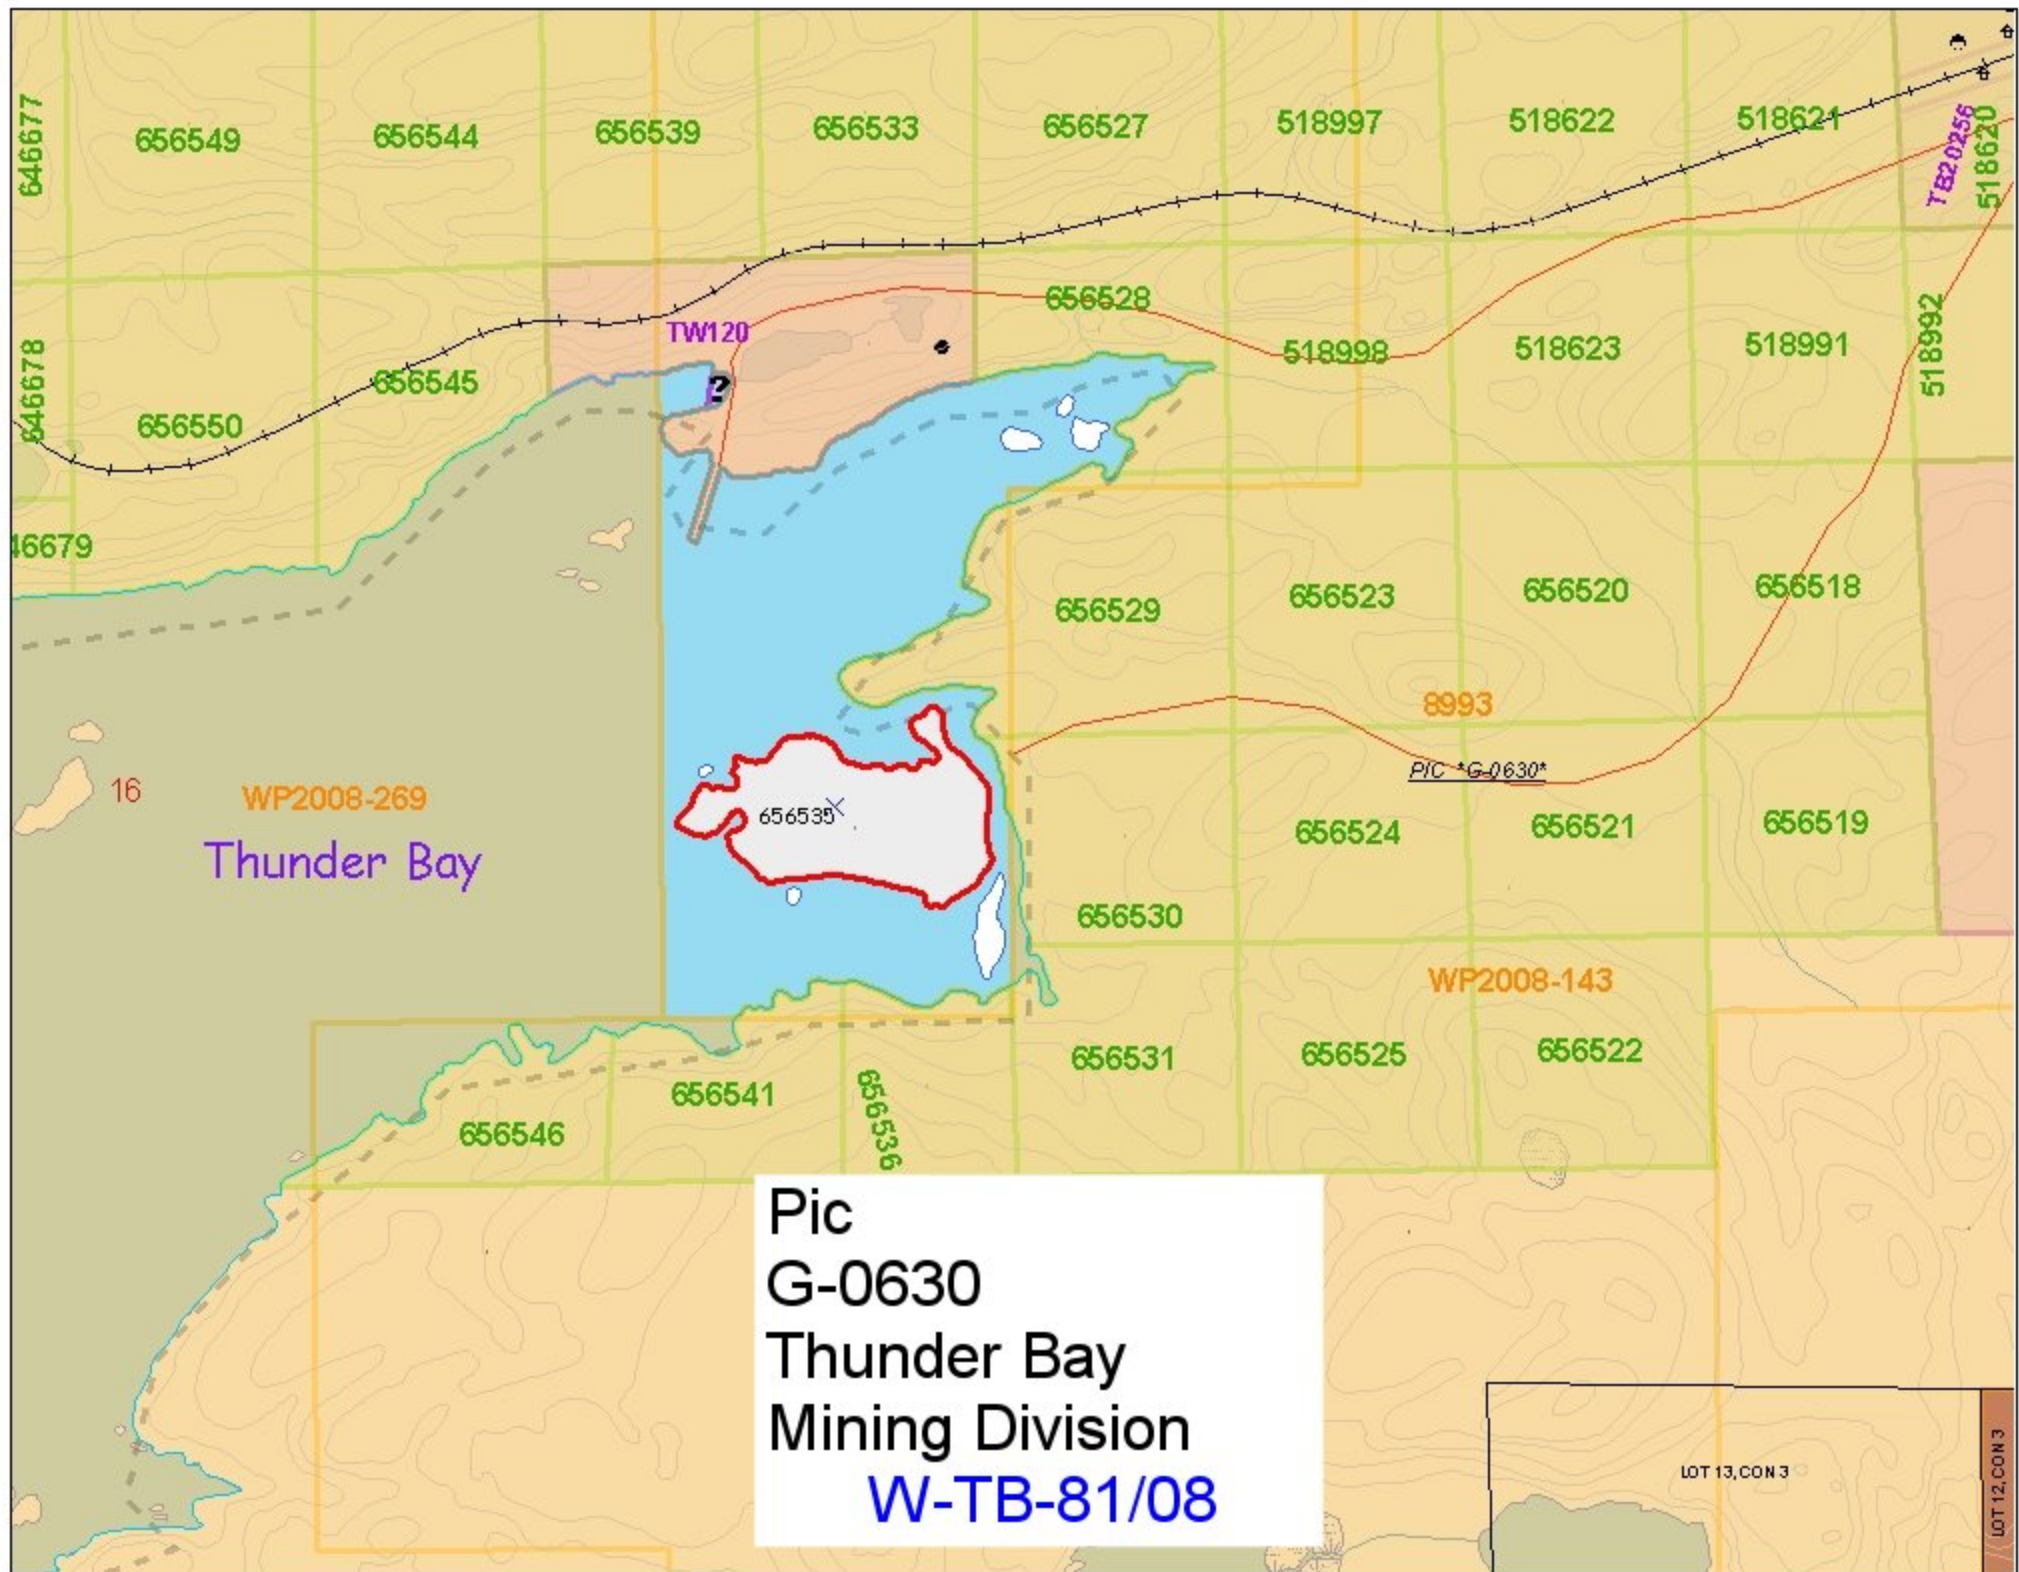 646677
656549
656544
656539
656533
656527
518997
518622
518621
TB20256
518620
646678
656550
656545
TW120
?
656528
518998
518623
518991
518992
46679
656529
656523
656520
656518
8993
PIC *G-0630*
16
WP2008-269
Thunder Bay
656535
656524
656521
656519
656530
WP2008-143
656531
656525
656522
656546
656541
656536
Pic
G-0630
Thunder Bay
Mining Division
W-TB-81/08
LOT 13, CON 3
LOT 12, CON 3